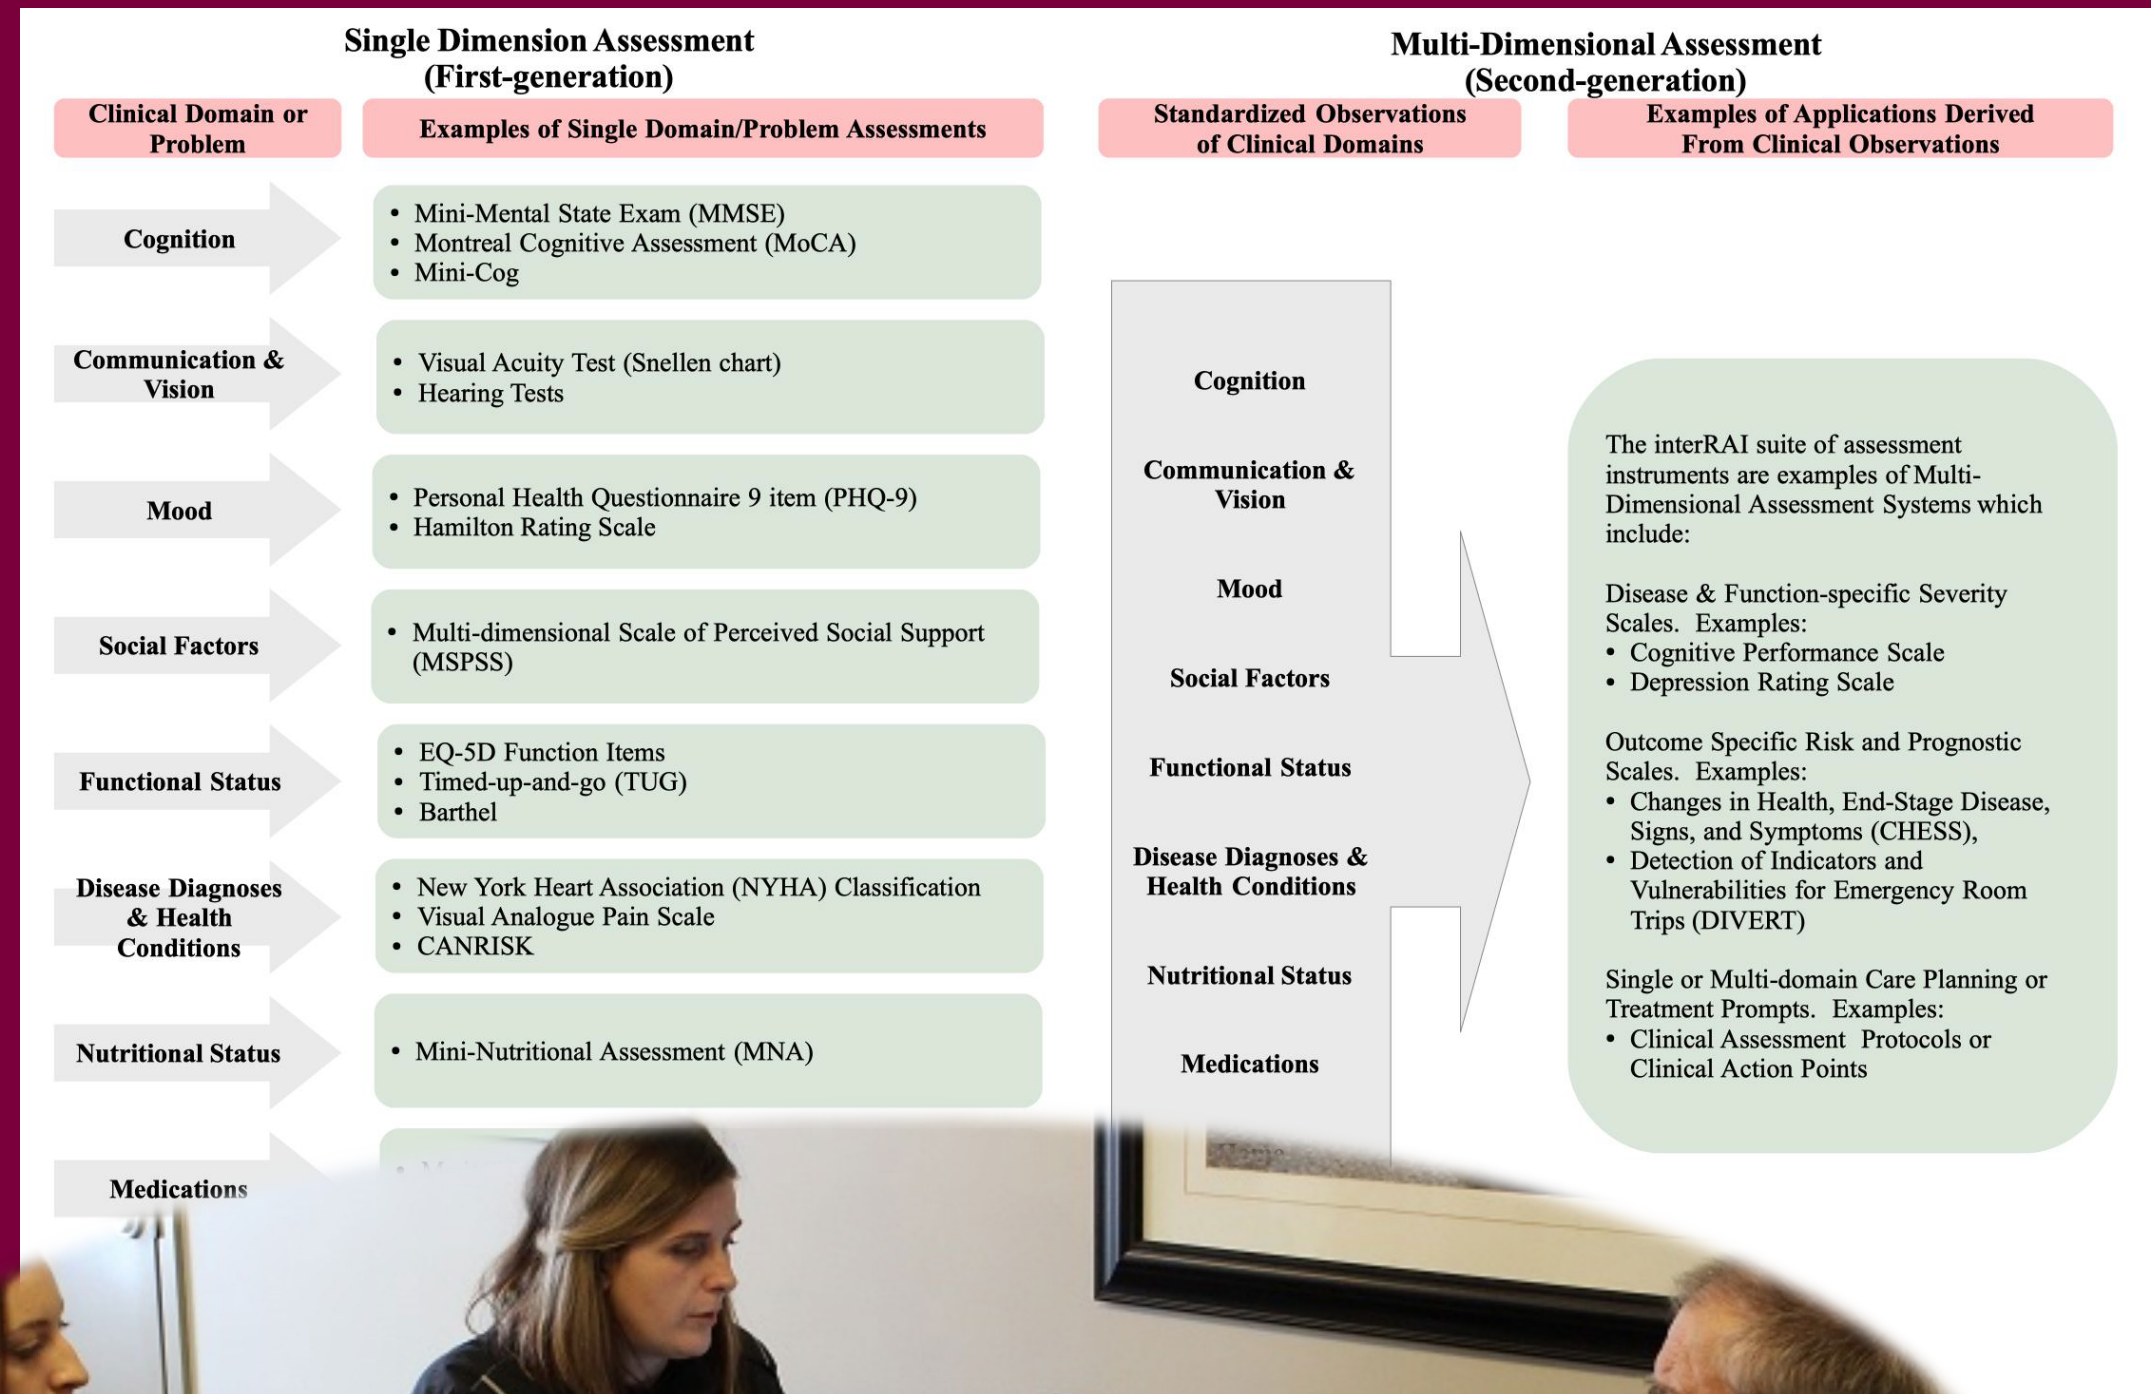 Single Dimension Assessment
(First-generation)
Clinical Domain or
Problem
Examples of Single Domain/Problem Assessments
Cognition
• Mini-Mental State Exam (MMSE)
• Montreal Cognitive Assessment (MoCA)
• Mini-Cog
Communication &
Vision
• Visual Acuity Test (Snellen chart)
• Hearing Tests
Mood
• Personal Health Questionnaire 9 item (PHQ-9)
• Hamilton Rating Scale
Social Factors
• Multi-dimensional Scale of Perceived Social Support
(MSPSS)
Functional Status
• EQ-5D Function Items
• Timed-up-and-go (TUG)
• Barthel
Disease Diagnoses
& Health
Conditions
• New York Heart Association (NYHA) Classification
• Visual Analogue Pain Scale
• CANRISK
Nutritional Status
• Mini-Nutritional Assessment (MNA)
Medications
Multi-Dimensional Assessment
(Second-generation)
Standardized Observations
of Clinical Domains
Examples of Applications Derived
From Clinical Observations
Cognition
Communication &
Vision
Mood
Social Factors
Functional Status
Disease Diagnoses &
Health Conditions
Nutritional Status
Medications
The interRAI suite of assessment
instruments are examples of Multi-
Dimensional Assessment Systems which
include:
Disease & Function-specific Severity
Scales. Examples:
• Cognitive Performance Scale
• Depression Rating Scale
Outcome Specific Risk and Prognostic
Scales. Examples:
• Changes in Health, End-Stage Disease,
Signs, and Symptoms (CHESS),
• Detection of Indicators and
Vulnerabilities for Emergency Room
Trips (DIVERT)
Single or Multi-domain Care Planning or
Treatment Prompts. Examples:
• Clinical Assessment Protocols or
Clinical Action Points